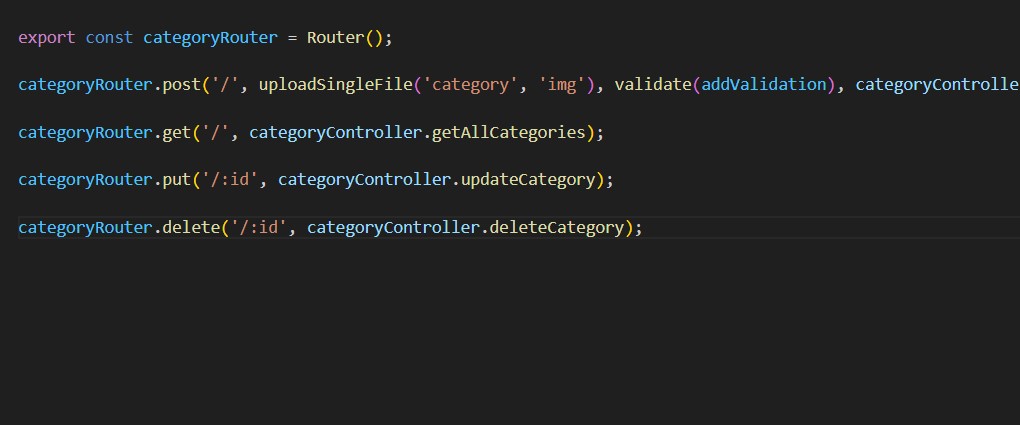 export const categoryRouter = Router();
categoryRouter.post('/', uploadSingleFile('category', 'img'), validate(addValidation), categoryControlle
categoryRouter.get('/', categoryController.getAllCategories);
categoryRouter.put('/:id', categoryController.updateCategory);
categoryRouter.delete('/:id', categoryController.deleteCategory);